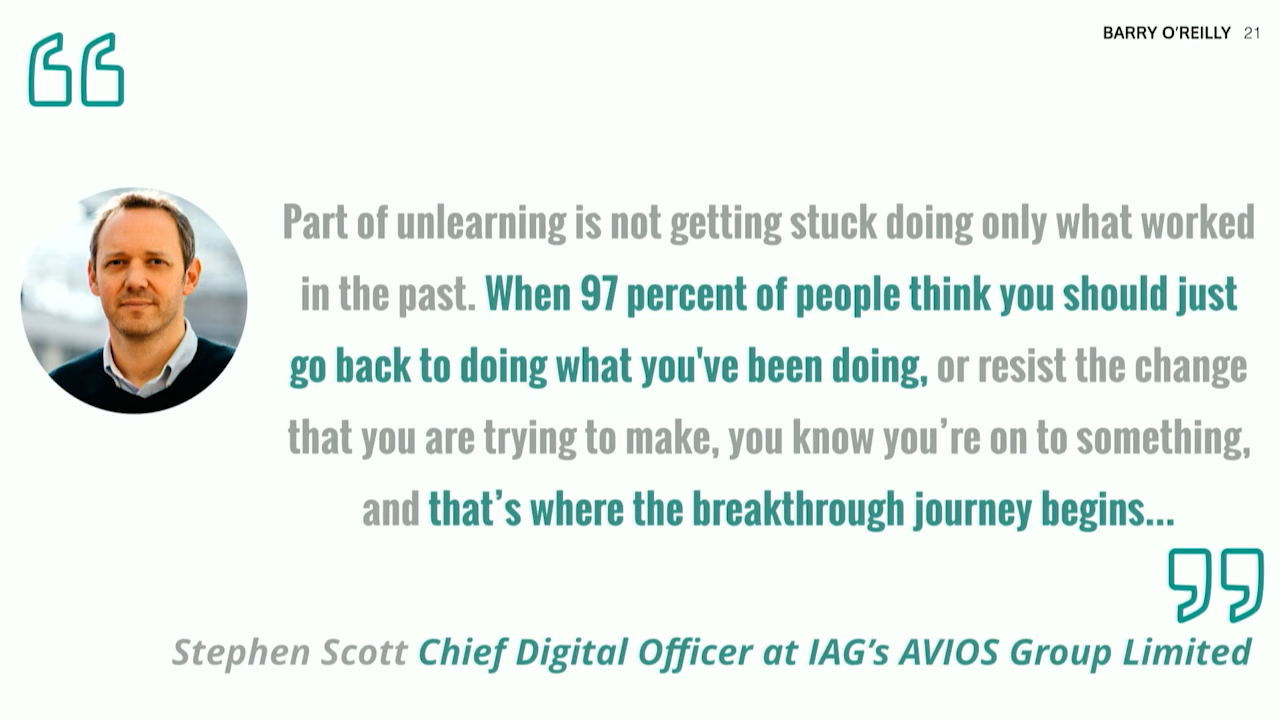 BARRY O’REILLY 21
Part of unlearning is not getting stuck doing only what worked
in the past. When 97 percent of people think you should just
go back to doing what you've been doing, or resist the change
that you are trying to make, you know you’re on to something,
and that’s where the breakthrough journey begins...
Stephen Scott Chief Digital Officer at IAG’s AVIOS Group Limited